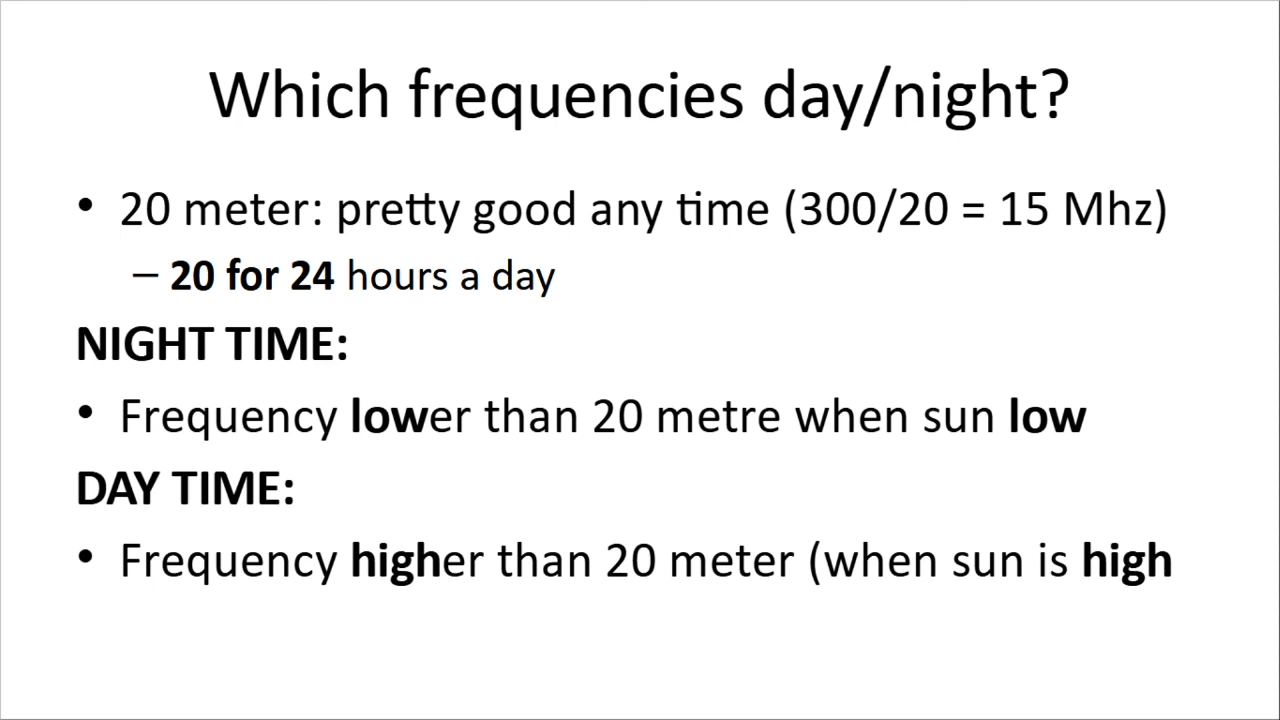 Which frequencies day/night?
• 20 meter: pretty good any time (300/20 = 15 Mhz)
– 20 for 24 hours a day
NIGHT TIME:
• Frequency lower than 20 metre when sun low
DAY TIME:
• Frequency higher than 20 meter (when sun is high